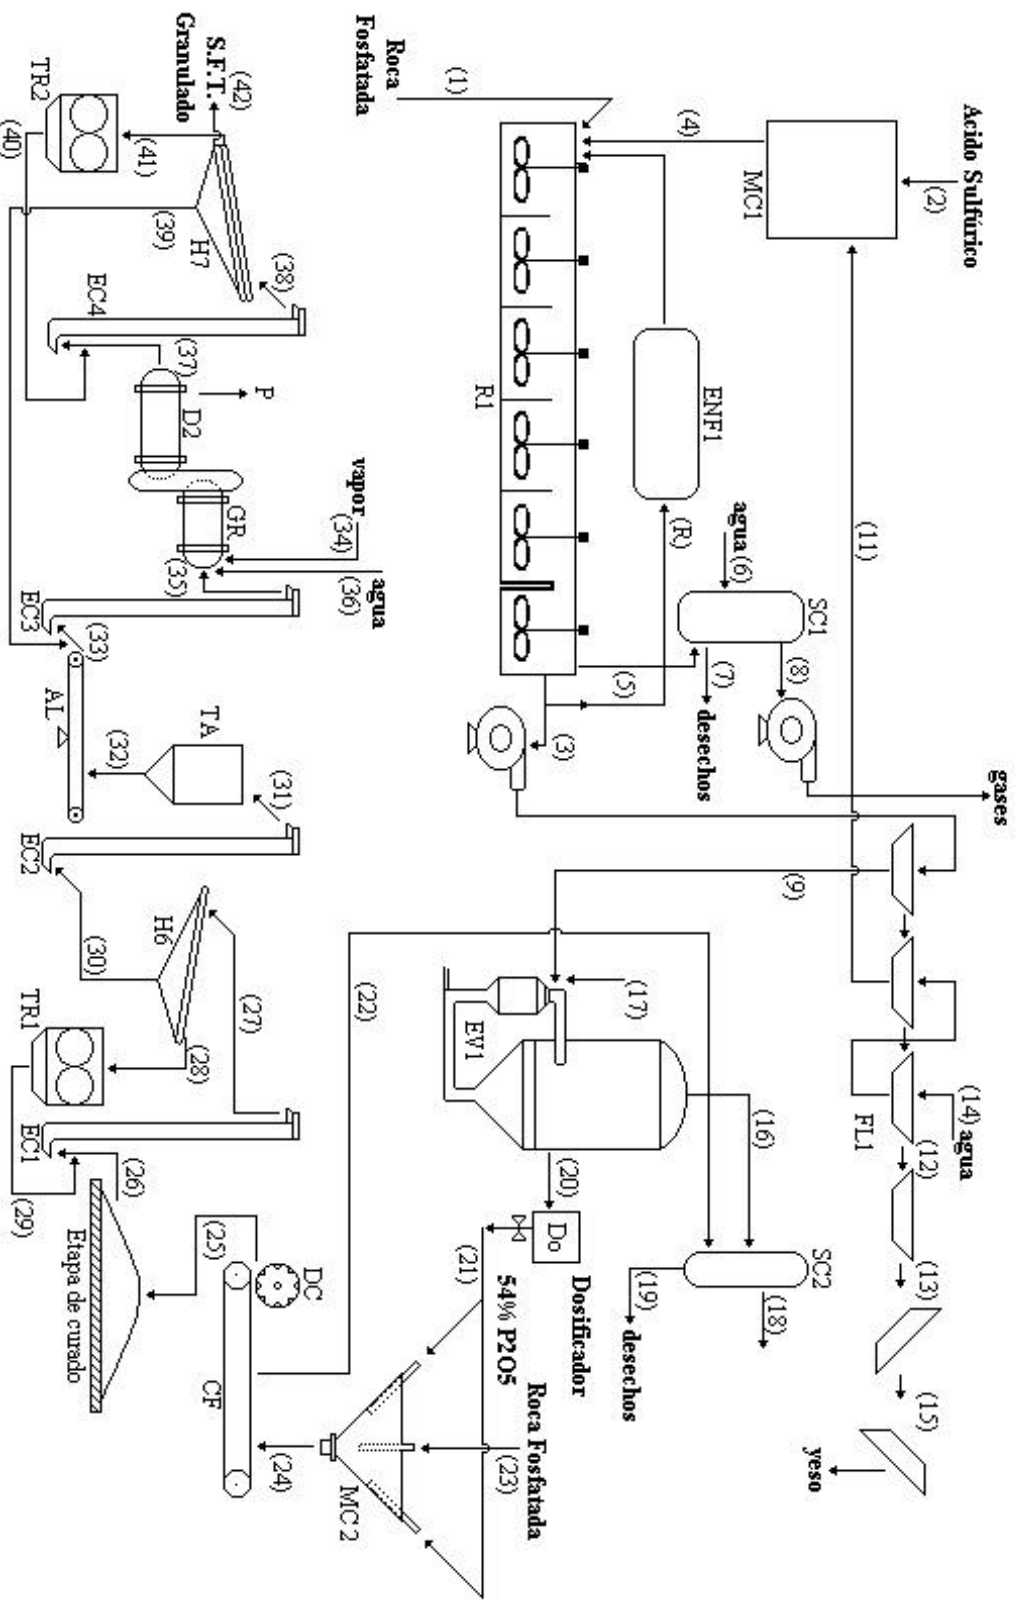 Acido Sulfúrico
(2)
MC1
(4)
Roca
Fosfatada
(1)
R1
ENF1
(R)
agua (6)
SC1
(5)
(7)
desechos
(8)
(3)
gases
(11)
(9)
FL1
(14) agua
(12)
(13)
(15)
yeso
(17)
EV1
(16)
(20)
Do
Dosificador
SC2
(18)
(19)
desechos
(21)
54% P2O5
(22)
Roca Fosfatada
(23)
MC 2
(24)
CF
DC
(25)
Etapa de curado
(26)
EC1
(29)
TR1
(28)
(27)
H6
(30)
EC2
(31)
TA
(32)
AL
(33)
EC3
vapor
(34)
agua
(36)
(35)
GR
D2
P
(37)
EC4
(38)
H7
(39)
(42)
S.F.T.
Granulado
(41)
TR2
(40)